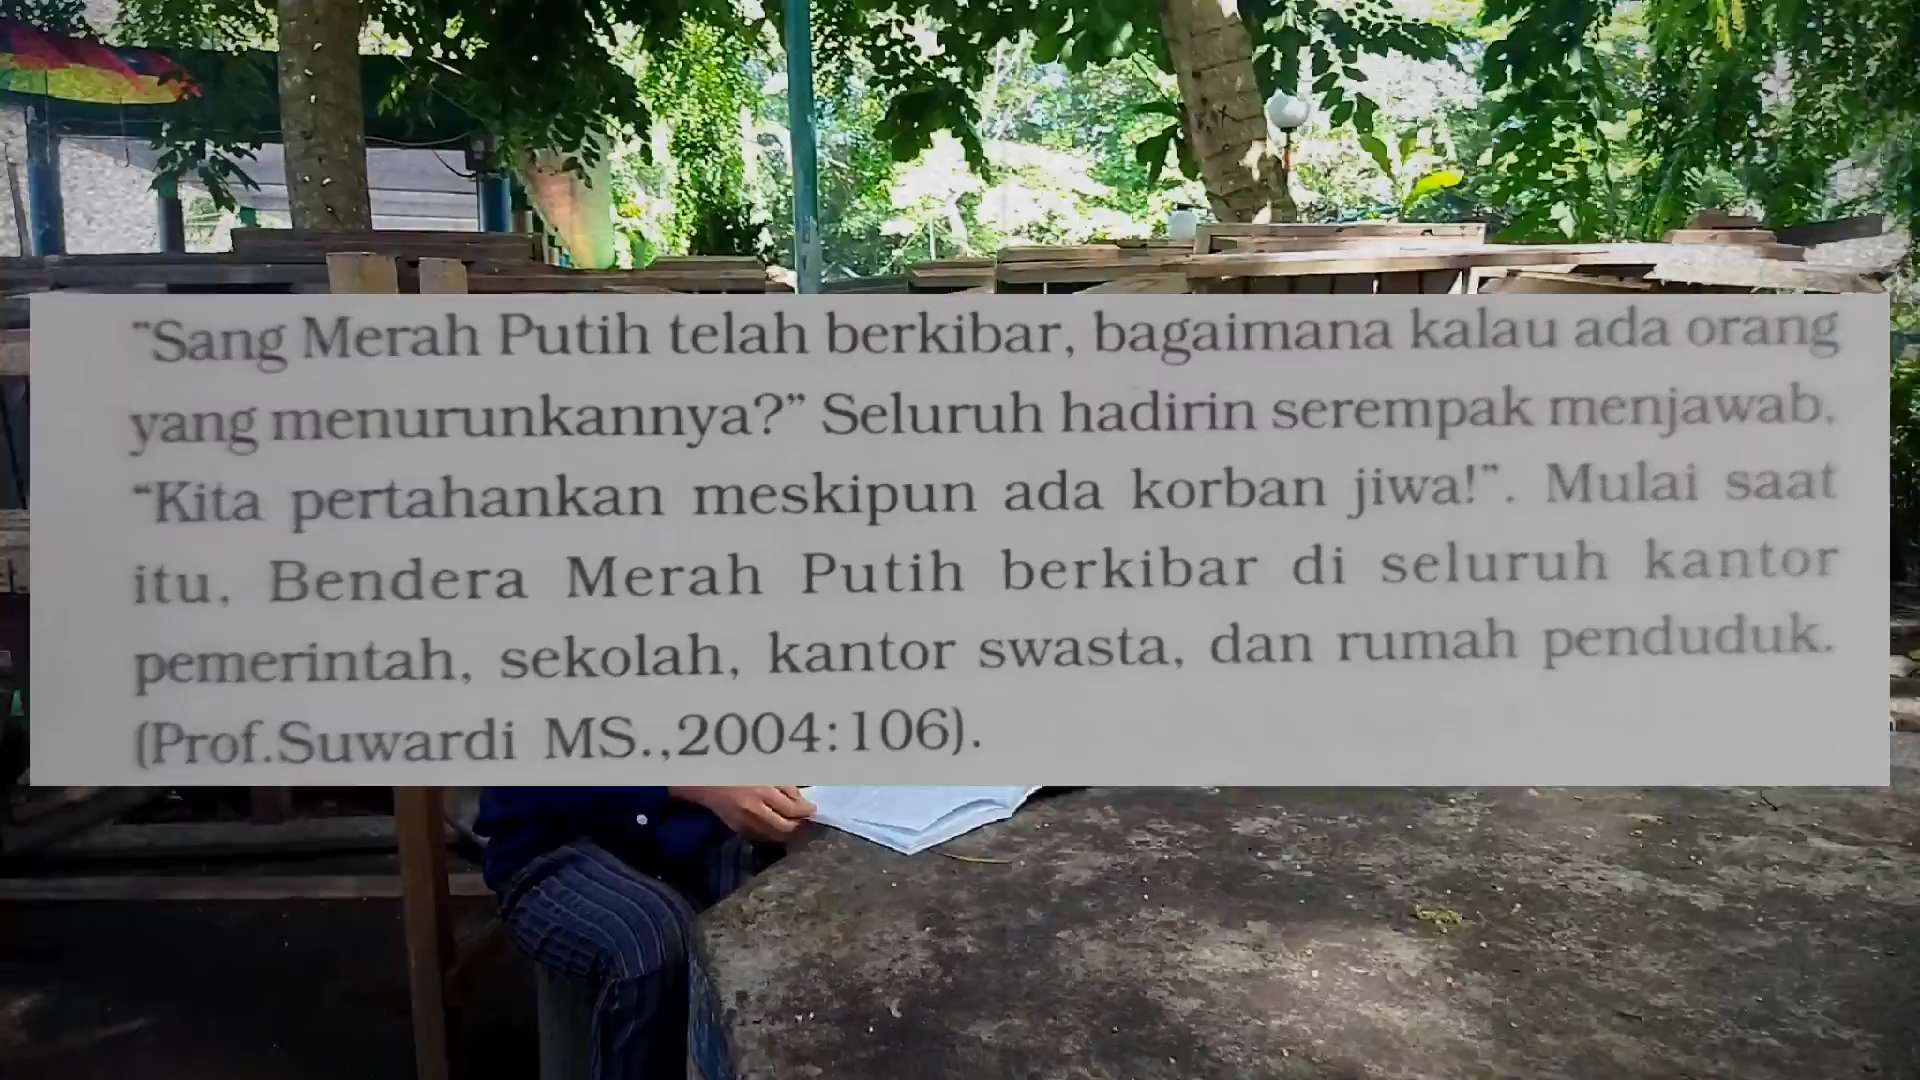 "Sang Merah Putih telah berkibar, bagaimana kalau ada orang
yang menurunkannya?” Seluruh hadirin serempak menjawab,
“Kita pertahankan meskipun ada korban jiwa!”. Mulai saat
itu, Bendera Merah Putih berkibar di seluruh kantor
pemerintah, sekolah, kantor swasta, dan rumah penduduk.
(Prof.Suwardi MS.,2004:106).